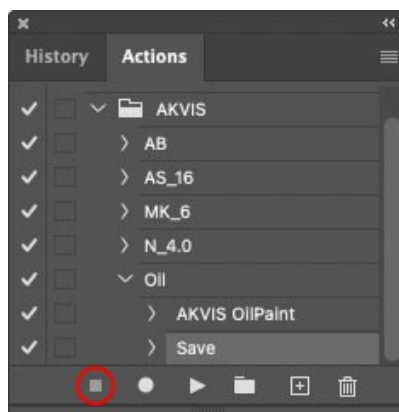 History Actions
AKVIS
AB
AS_16
MK_6
N_4.0
Oil
AKVIS OilPaint
Save